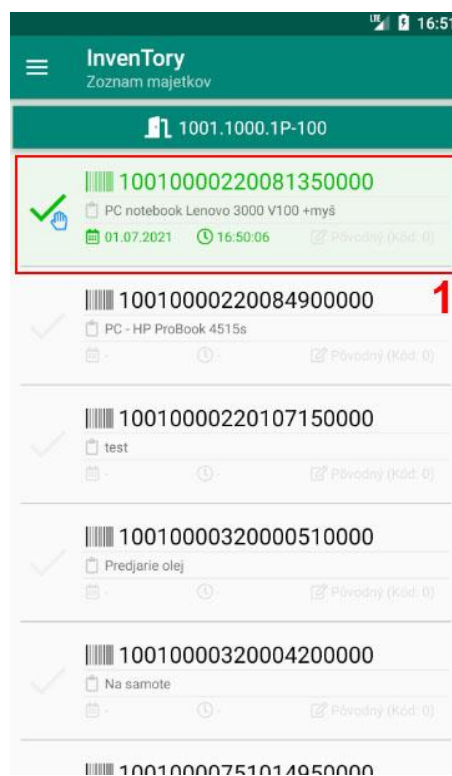 LTE 16:51
InvenTory
Zoznam majetkov
1001.1000.1P-100
10010000220081350000
PC notebook Lenovo 3000 V100 +myš
01.07.2021 16:50:06 Pôvodný (Kód: 0)
1
10010000220084900000
PC - HP ProBook 4515s
- - Pôvodný (Kód: 0)
10010000220107150000
test
- - Pôvodný (Kód: 0)
10010000320000510000
Predjarie olej
- - Pôvodný (Kód: 0)
10010000320004200000
Na samote
- - Pôvodný (Kód: 0)
10010000751014950000